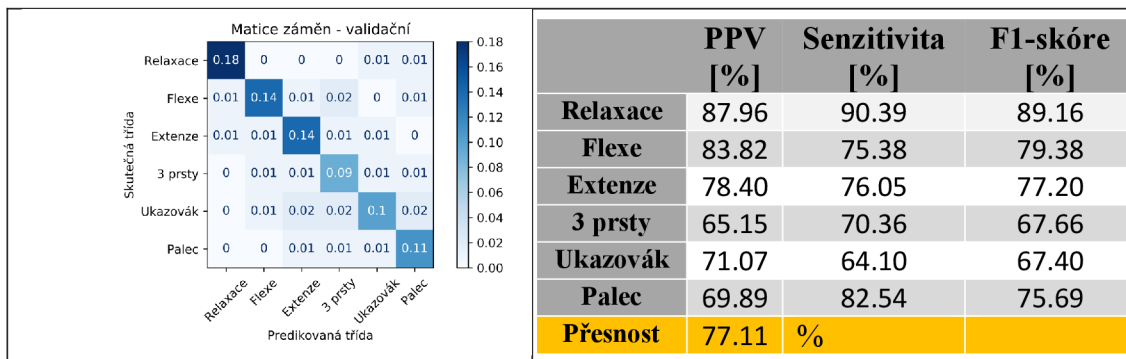 Matice záměn - validační
Skutečná třída
Relaxace 0.18 0 0 0 0.01 0.01
Flexe 0.01 0.14 0.01 0.02 0 0.01
Extenze 0.01 0.01 0.14 0.01 0.01 0
3 prsty 0 0.01 0.01 0.09 0.01 0.01
Ukazovák 0 0.01 0.02 0.02 0.1 0.02
Palec 0 0 0.01 0.01 0.01 0.11
Relaxace Flexe Extenze 3 prsty Ukazovák Palec
Predikovaná třída
0.18
0.16
0.14
0.12
0.10
0.08
0.06
0.04
0.02
0.00
PPV Senzitivita F1-skóre
[%] [%] [%]
Relaxace 87.96 90.39 89.16
Flexe 83.82 75.38 79.38
Extenze 78.40 76.05 77.20
3 prsty 65.15 70.36 67.66
Ukazovák 71.07 64.10 67.40
Palec 69.89 82.54 75.69
Přesnost 77.11 %